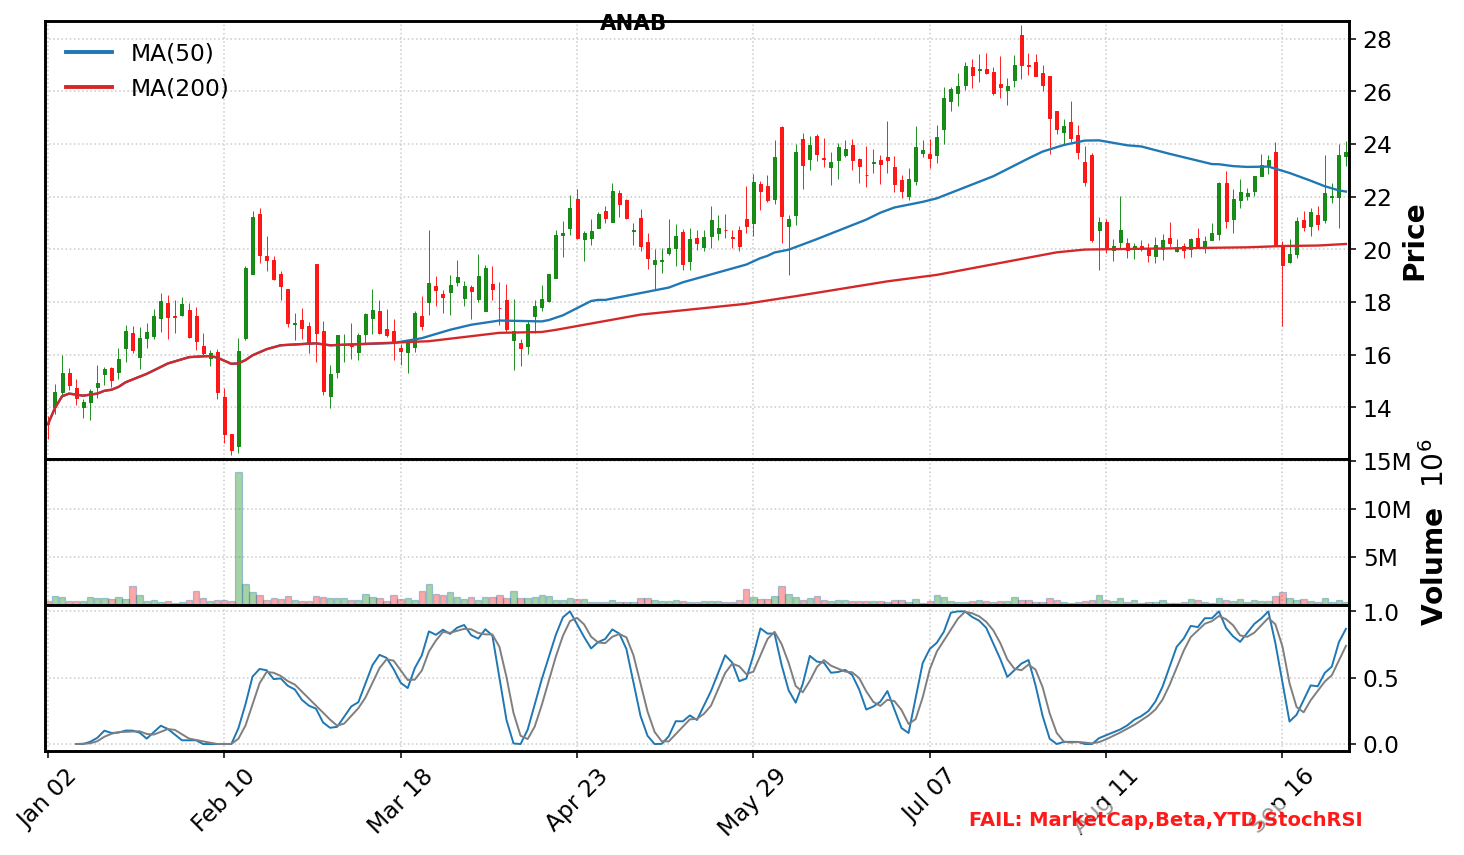 ANAB
MA(50)
MA(200)
28
26
24
22
20
18
16
14
Price
15M
10M
5M
Volume 10^6
1.0
0.5
0.0
Jan 02
Feb 10
Mar 18
Apr 23
May 29
Jul 07
Aug 11
Sep 16
FAIL: MarketCap,Beta,YTD,StochRSI